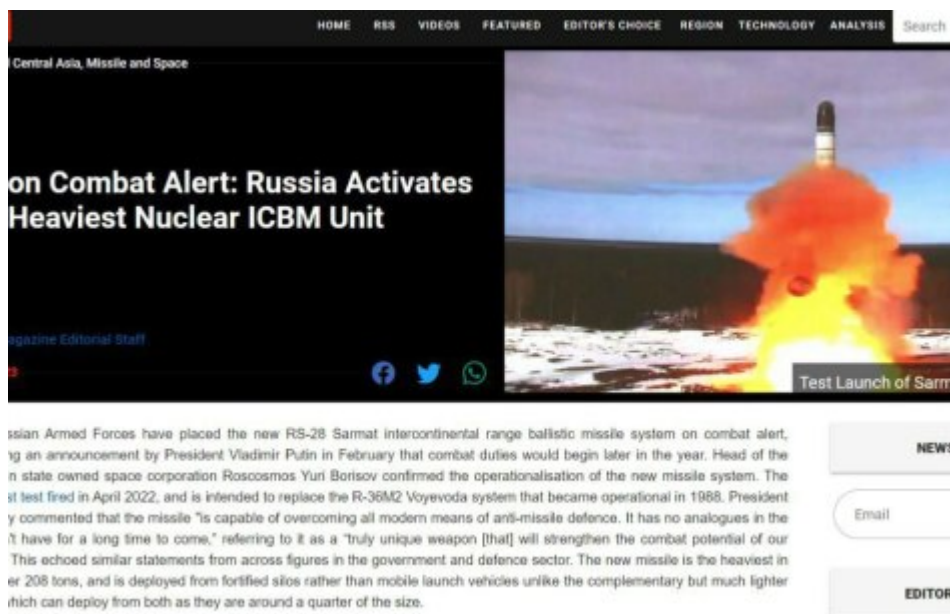 HOME RSS VIDEOS FEATURED EDITOR'S CHOICE REGION TECHNOLOGY ANALYSIS Search
Central Asia, Missile and Space
on Combat Alert: Russia Activates
Heaviest Nuclear ICBM Unit
agazine Editorial Staff
Test Launch of Sarm
ssian Armed Forces have placed the new RS-28 Sarmat intercontinental range ballistic missile system on combat alert,
ng an announcement by President Vladimir Putin in February that combat duties would begin later in the year. Head of the
n state owned space corporation Roscosmos Yuri Borisov confirmed the operationalisation of the new missile system. The
st test fired in April 2022, and is intended to replace the R-36M2 Voyevoda system that became operational in 1988. President
y commented that the missile "is capable of overcoming all modern means of anti-missile defence. It has no analogues in the
't have for a long time to come," referring to it as a "truly unique weapon [that] will strengthen the combat potential of our
This echoed similar statements from across figures in the government and defence sector. The new missile is the heaviest in
er 208 tons, and is deployed from fortified silos rather than mobile launch vehicles unlike the complementary but much lighter
hich can deploy from both as they are around a quarter of the size.
NEWS
Email
EDITO